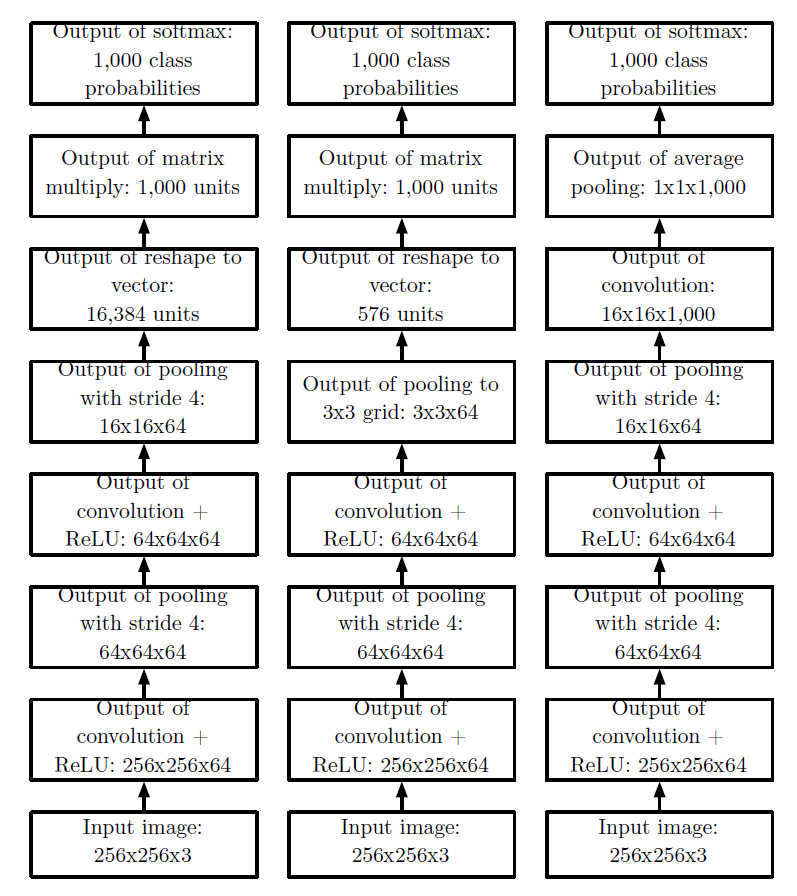 Output of softmax:
1,000 class
probabilities
Output of matrix
multiply: 1,000 units
Output of reshape to
vector:
16,384 units
Output of pooling
with stride 4:
16x16x64
Output of
convolution +
ReLU: 64x64x64
Output of pooling
with stride 4:
64x64x64
Output of
convolution +
ReLU: 256x256x64
Input image:
256x256x3
Output of softmax:
1,000 class
probabilities
Output of matrix
multiply: 1,000 units
Output of reshape to
vector:
576 units
Output of pooling to
3x3 grid: 3x3x64
Output of
convolution +
ReLU: 64x64x64
Output of pooling
with stride 4:
64x64x64
Output of
convolution +
ReLU: 256x256x64
Input image:
256x256x3
Output of softmax:
1,000 class
probabilities
Output of average
pooling: 1x1x1,000
Output of
convolution:
16x16x1,000
Output of pooling
with stride 4:
16x16x64
Output of
convolution +
ReLU: 64x64x64
Output of pooling
with stride 4:
64x64x64
Output of
convolution +
ReLU: 256x256x64
Input image:
256x256x3